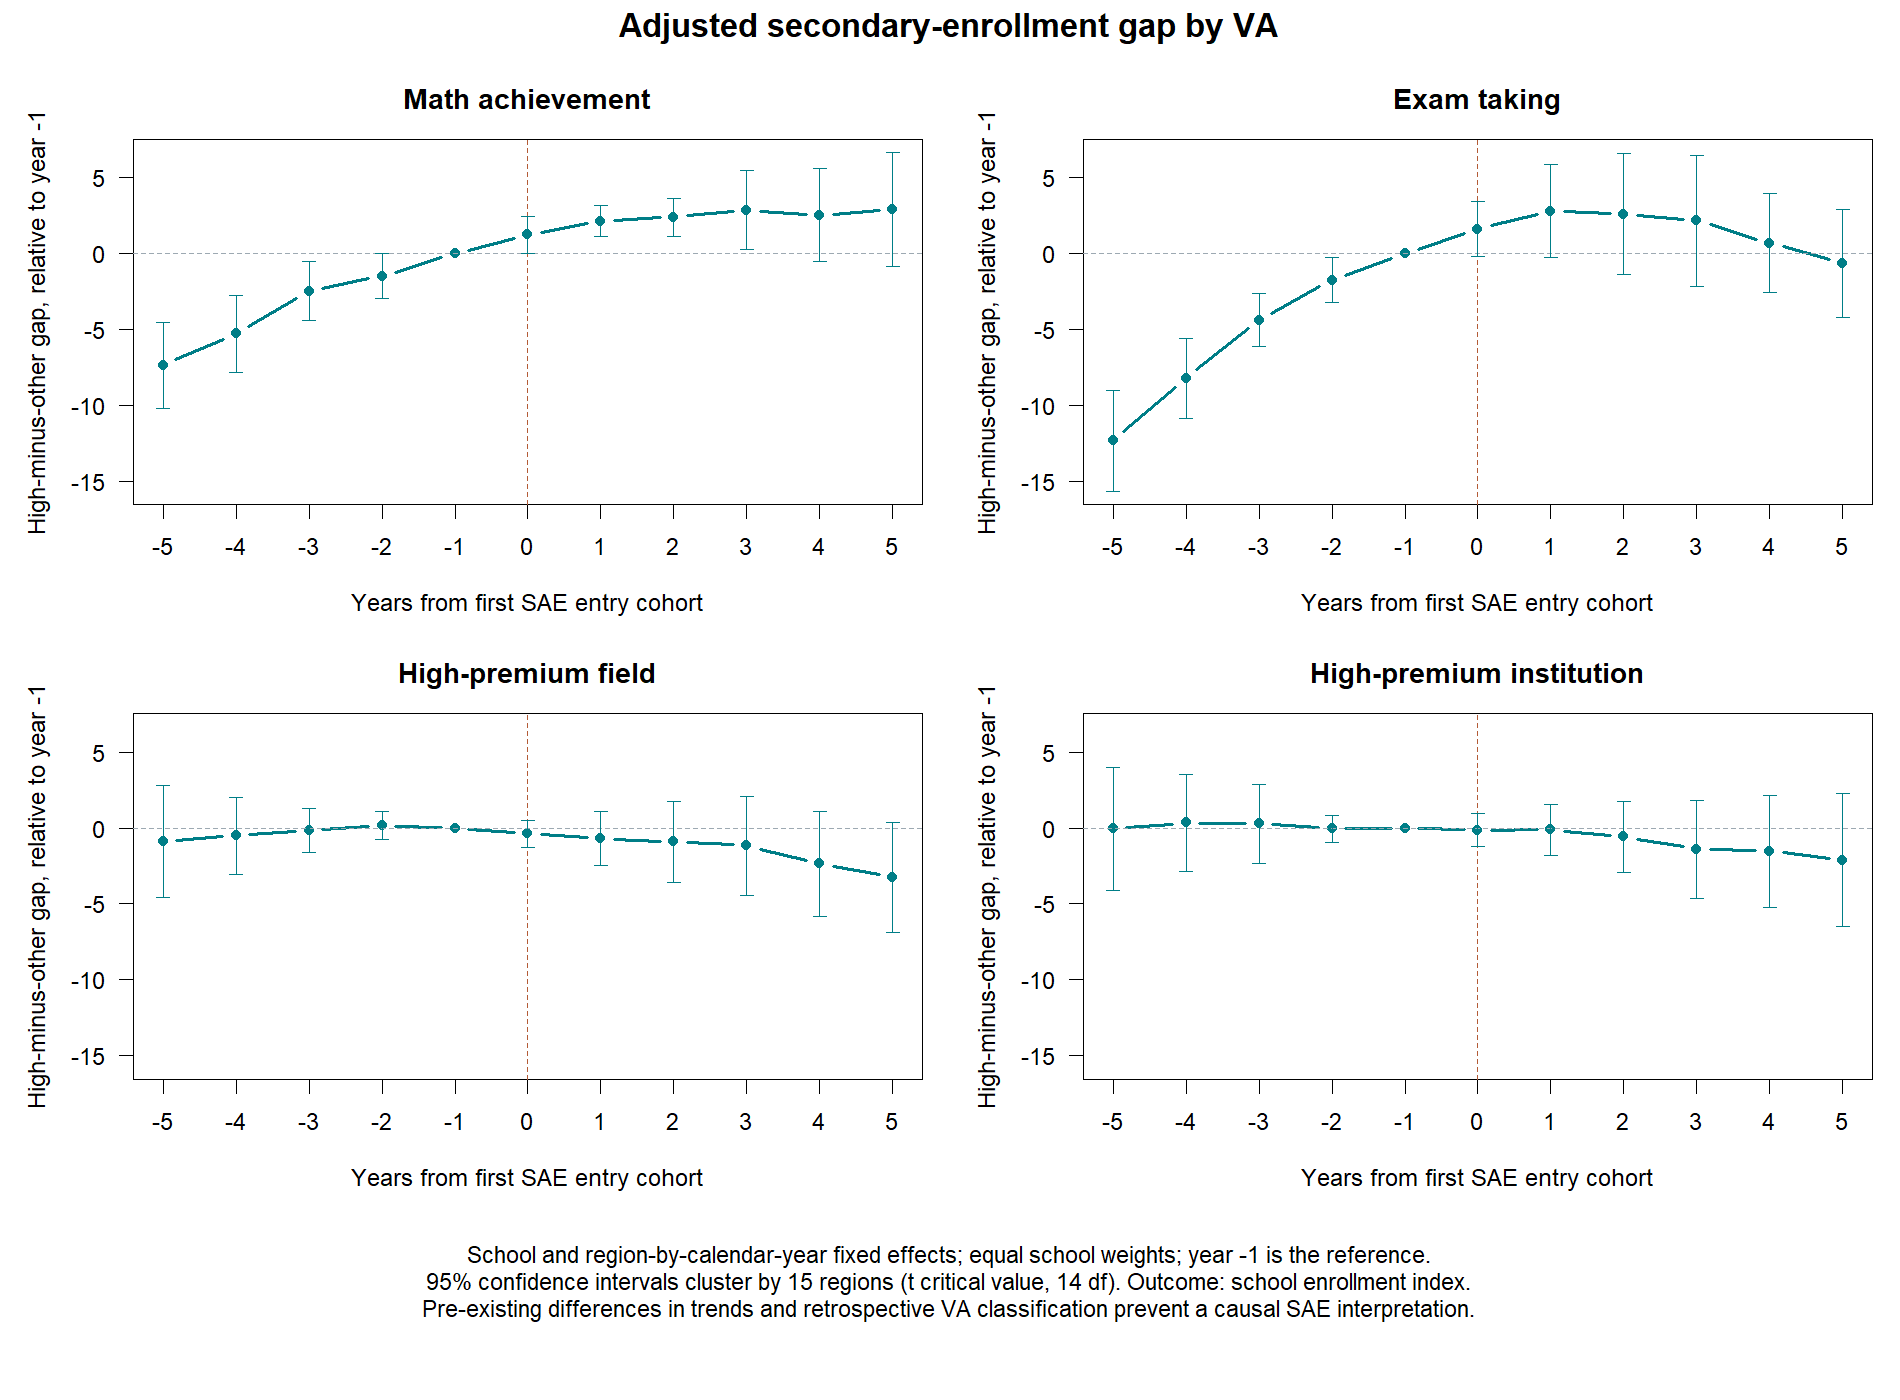 Adjusted secondary-enrollment gap by VA
Math achievement
High-minus-other gap, relative to year -1
5
0
-5
-10
-15
-5 -4 -3 -2 -1 0 1 2 3 4 5
Years from first SAE entry cohort
Exam taking
High-minus-other gap, relative to year -1
5
0
-5
-10
-15
-5 -4 -3 -2 -1 0 1 2 3 4 5
Years from first SAE entry cohort
High-premium field
High-minus-other gap, relative to year -1
5
0
-5
-10
-15
-5 -4 -3 -2 -1 0 1 2 3 4 5
Years from first SAE entry cohort
High-premium institution
High-minus-other gap, relative to year -1
5
0
-5
-10
-15
-5 -4 -3 -2 -1 0 1 2 3 4 5
Years from first SAE entry cohort
School and region-by-calendar-year fixed effects; equal school weights; year -1 is the reference.
95% confidence intervals cluster by 15 regions (t critical value, 14 df). Outcome: school enrollment index.
Pre-existing differences in trends and retrospective VA classification prevent a causal SAE interpretation.